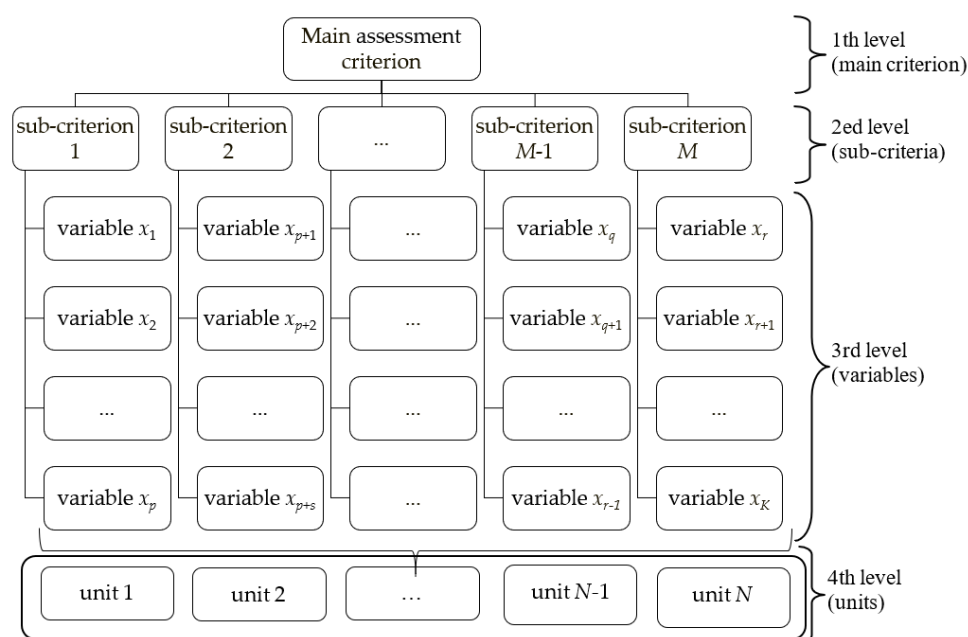 Main assessment
criterion
1th level
(main criterion)
sub-criterion
1
sub-criterion
2
...
sub-criterion
M-1
sub-criterion
M
2ed level
(sub-criteria)
variable x1
variable xp+1
...
variable xq
variable xr
variable x2
variable xp+2
...
variable xq+1
variable xr+1
3rd level
(variables)
...
...
...
...
...
variable xp
variable xp+s
...
variable xr-1
variable xK
unit 1
unit 2
...
unit N-1
unit N
4th level
(units)